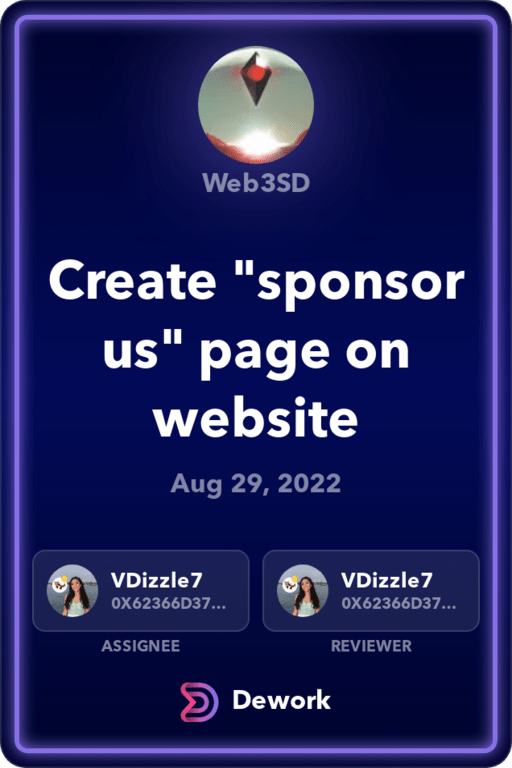 Web3SD
Create "sponsor
us" page on
website
Aug 29, 2022
VDizzle7
0X62366D37...
ASSIGNEE
VDizzle7
0X62366D37...
REVIEWER
Dework